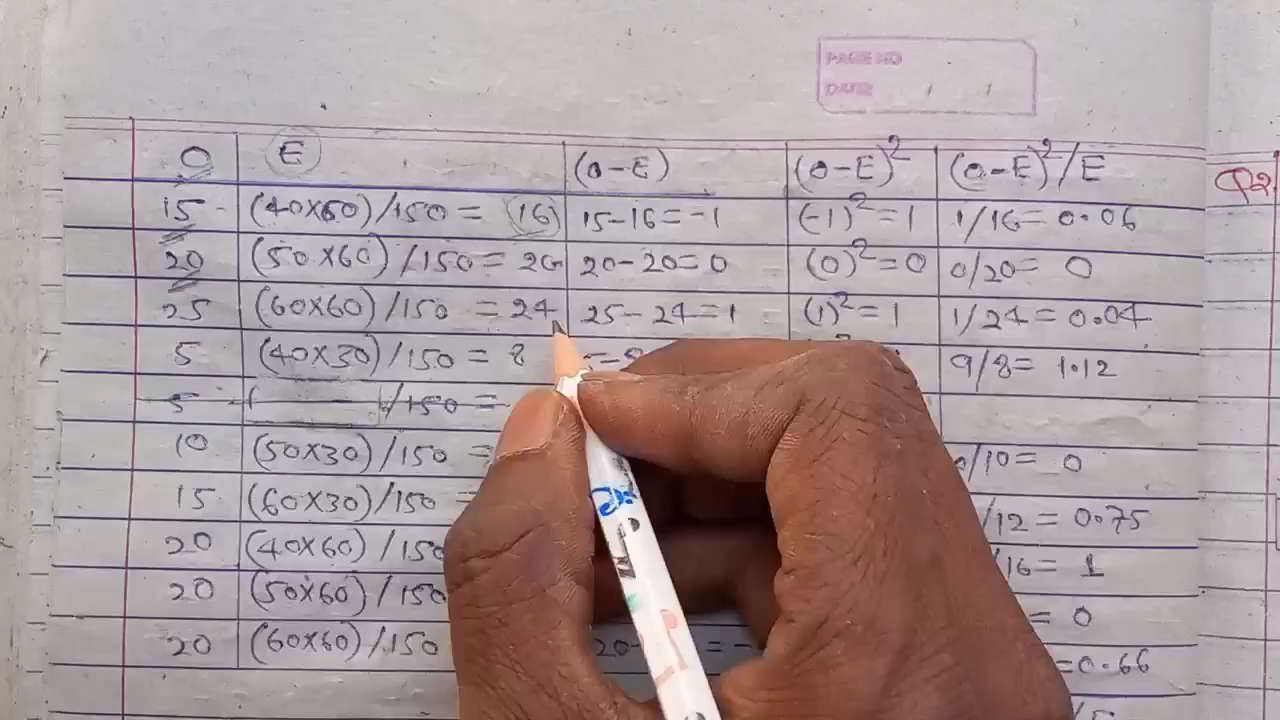 PAGE NO
DATE / /
O E (O-E) (O-E)² (O-E)²/E
15 (40x60)/150 = 16 15-16=-1 (-1)²=1 1/16=0.06
20 (50x60)/150 = 20 20-20=0 (0)²=0 0/20= 0
25 (60x60)/150 = 24 25-24=1 (1)²=1 1/24=0.04
5 (40x30)/150 = 8 9/8= 1.12
5 /150 =
10 (50x30)/150 = /10= 0
15 (60x30)/150 = /12 = 0.75
20 (40x60)/150 /16= 1
20 (50x60)/150 = 0
20 (60x60)/150 20- = - =0.66
Q2